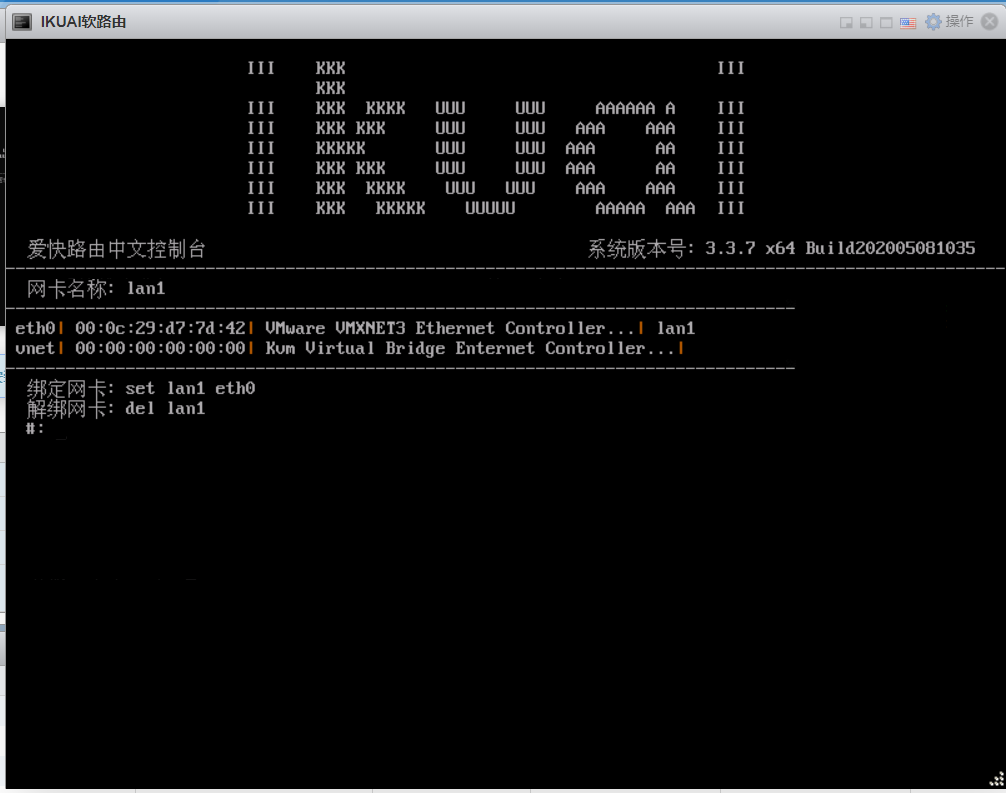 IKUAI软路由
操作
III KKK III
KKK
III KKK KKKK UUU UUU AAAAAA A III
III KKK KKK UUU UUU AAA AAA III
III KKKKK UUU UUU AAA AA III
III KKK KKK UUU UUU AAA AA III
III KKK KKKK UUU UUU AAA AAA III
III KKK KKKKK UUUUU AAAAA AAA III
爱快路由中文控制台 系统版本号: 3.3.7 x64 Build202005081035
网卡名称: lan1
eth0| 00:0c:29:d7:7d:42| VMware VMXNET3 Ethernet Controller...| lan1
vnet| 00:00:00:00:00:00| Kvm Virtual Bridge Enternet Controller...|
绑定网卡: set lan1 eth0
解绑网卡: del lan1
#: _